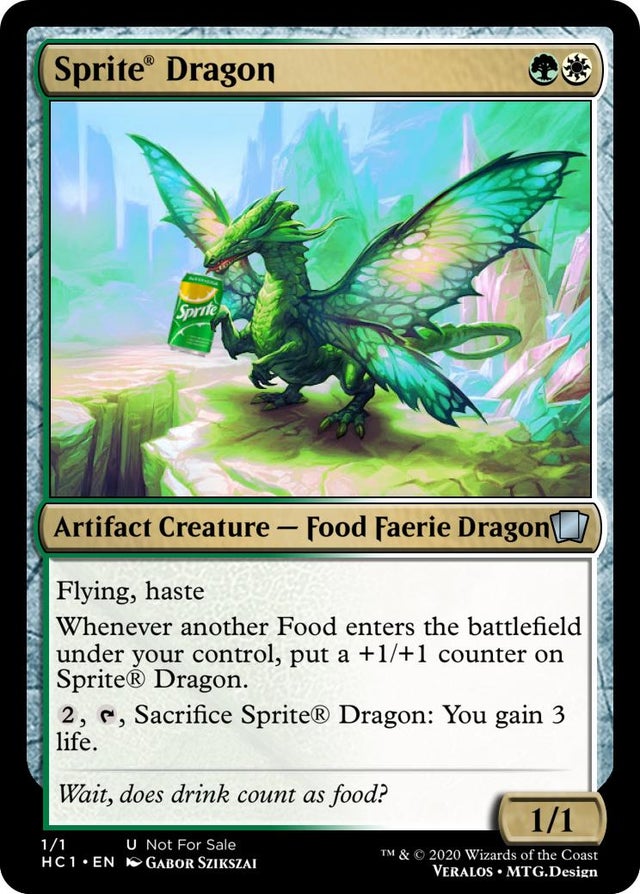 Sprite® Dragon
Sprite
Artifact Creature — Food Faerie Dragon
Flying, haste
Whenever another Food enters the battlefield
under your control, put a +1/+1 counter on
Sprite® Dragon.
2, , Sacrifice Sprite® Dragon: You gain 3
life.
Wait, does drink count as food?
1/1
1/1 U Not For Sale
HC1 • EN Gabor Szikszai
™ & © 2020 Wizards of the Coast
Veralos • MTG.Design